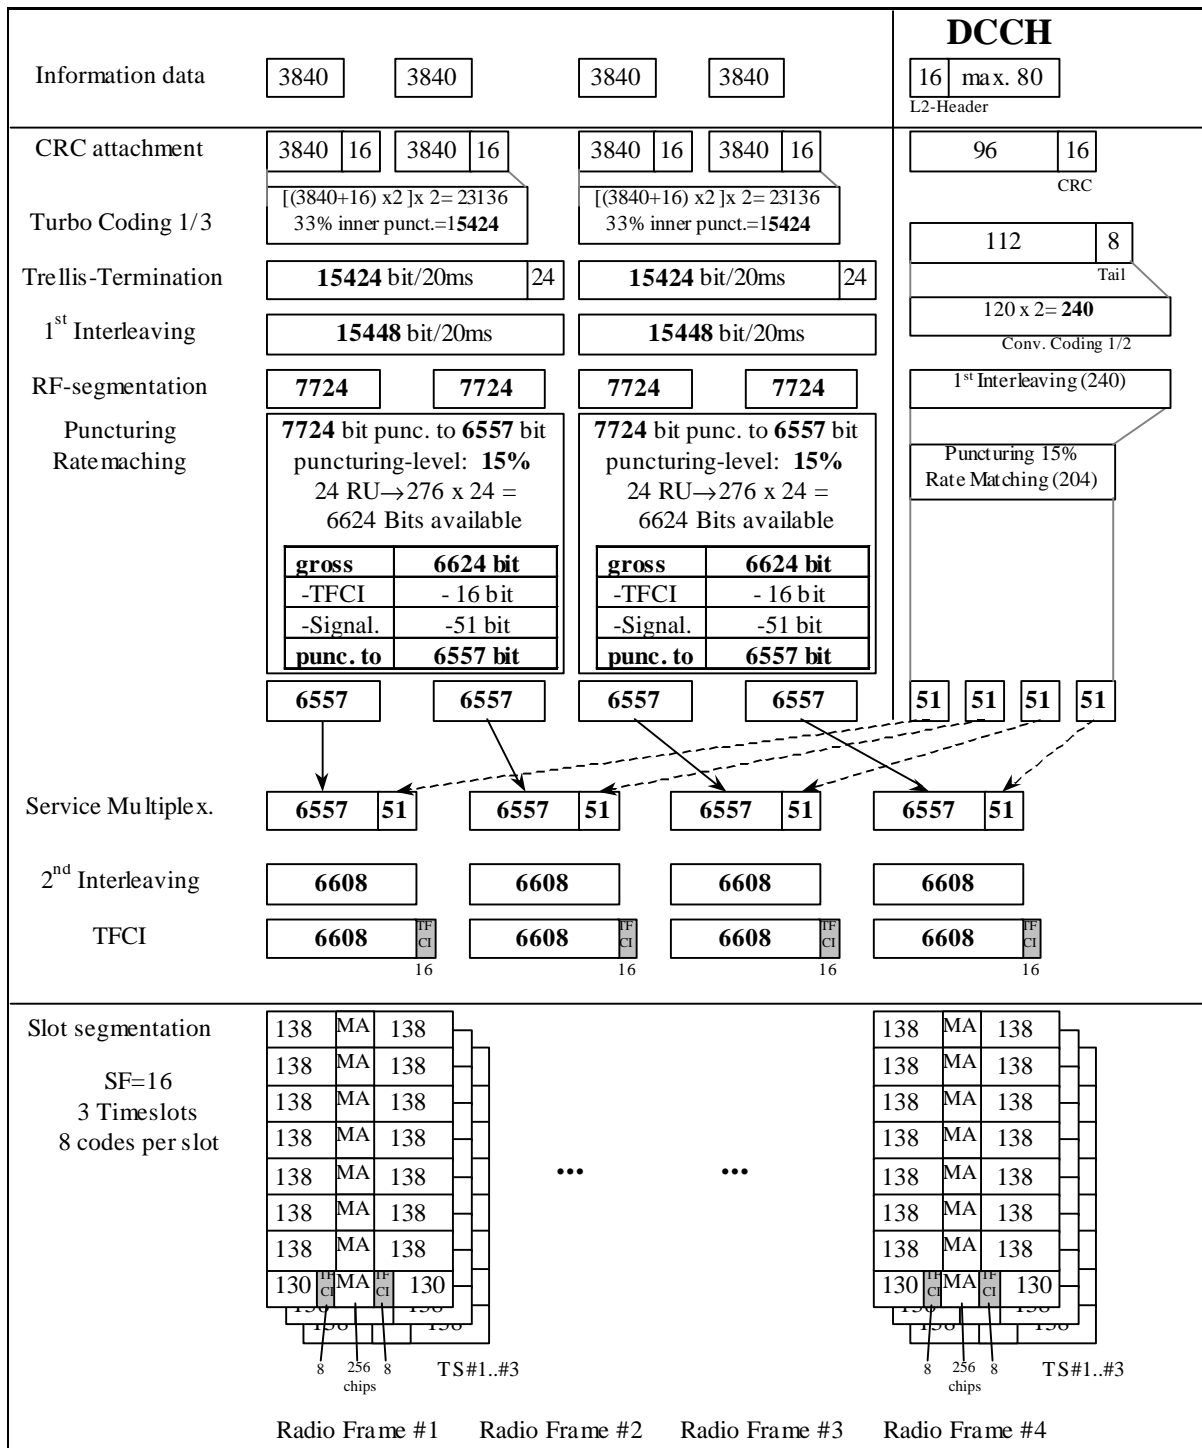 DCCH
Information data 3840 3840 3840 3840 16 max. 80
L2-Header
CRC attachment 3840 16 3840 16 3840 16 3840 16 96 16
CRC
[(3840+16) x2 ]x 2= 23136 [(3840+16) x2 ]x 2= 23136
Turbo Coding 1/3 33% inner punct.=15424 33% inner punct.=15424 112 8
Tail
Trellis-Termination 15424 bit/20ms 24 15424 bit/20ms 24
120 x 2= 240
1st Interleaving 15448 bit/20ms 15448 bit/20ms
Conv. Coding 1/2
RF-segmentation 7724 7724 7724 7724 1st Interleaving (240)
Puncturing 7724 bit punc. to 6557 bit 7724 bit punc. to 6557 bit
Ratemaching puncturing-level: 15% puncturing-level: 15% Puncturing 15%
24 RU→276 x 24 = 24 RU→276 x 24 = Rate Matching (204)
6624 Bits available 6624 Bits available
gross 6624 bit gross 6624 bit
-TFCI - 16 bit -TFCI - 16 bit
-Signal. -51 bit -Signal. -51 bit
punc. to 6557 bit punc. to 6557 bit
6557 6557 6557 6557 51 51 51 51
Service Multiplex. 6557 51 6557 51 6557 51 6557 51
2nd Interleaving 6608 6608 6608 6608
TFCI 6608 TFCI 6608 TFCI 6608 TFCI 6608 TFCI
16 16 16 16
Slot segmentation 138 MA 138 138 MA 138
138 MA 138 138 MA 138
SF=16
3 Timeslots 138 MA 138 138 MA 138
8 codes per slot 138 MA 138 138 MA 138
138 MA 138 ... ... 138 MA 138
138 MA 138 138 MA 138
138 MA 138 138 MA 138
130 TFCI MA TFCI 130 130 TFCI MA TFCI 130
8 256 8 TS#1..#3 8 256 8 TS#1..#3
chips chips
Radio Frame #1 Radio Frame #2 Radio Frame #3 Radio Frame #4